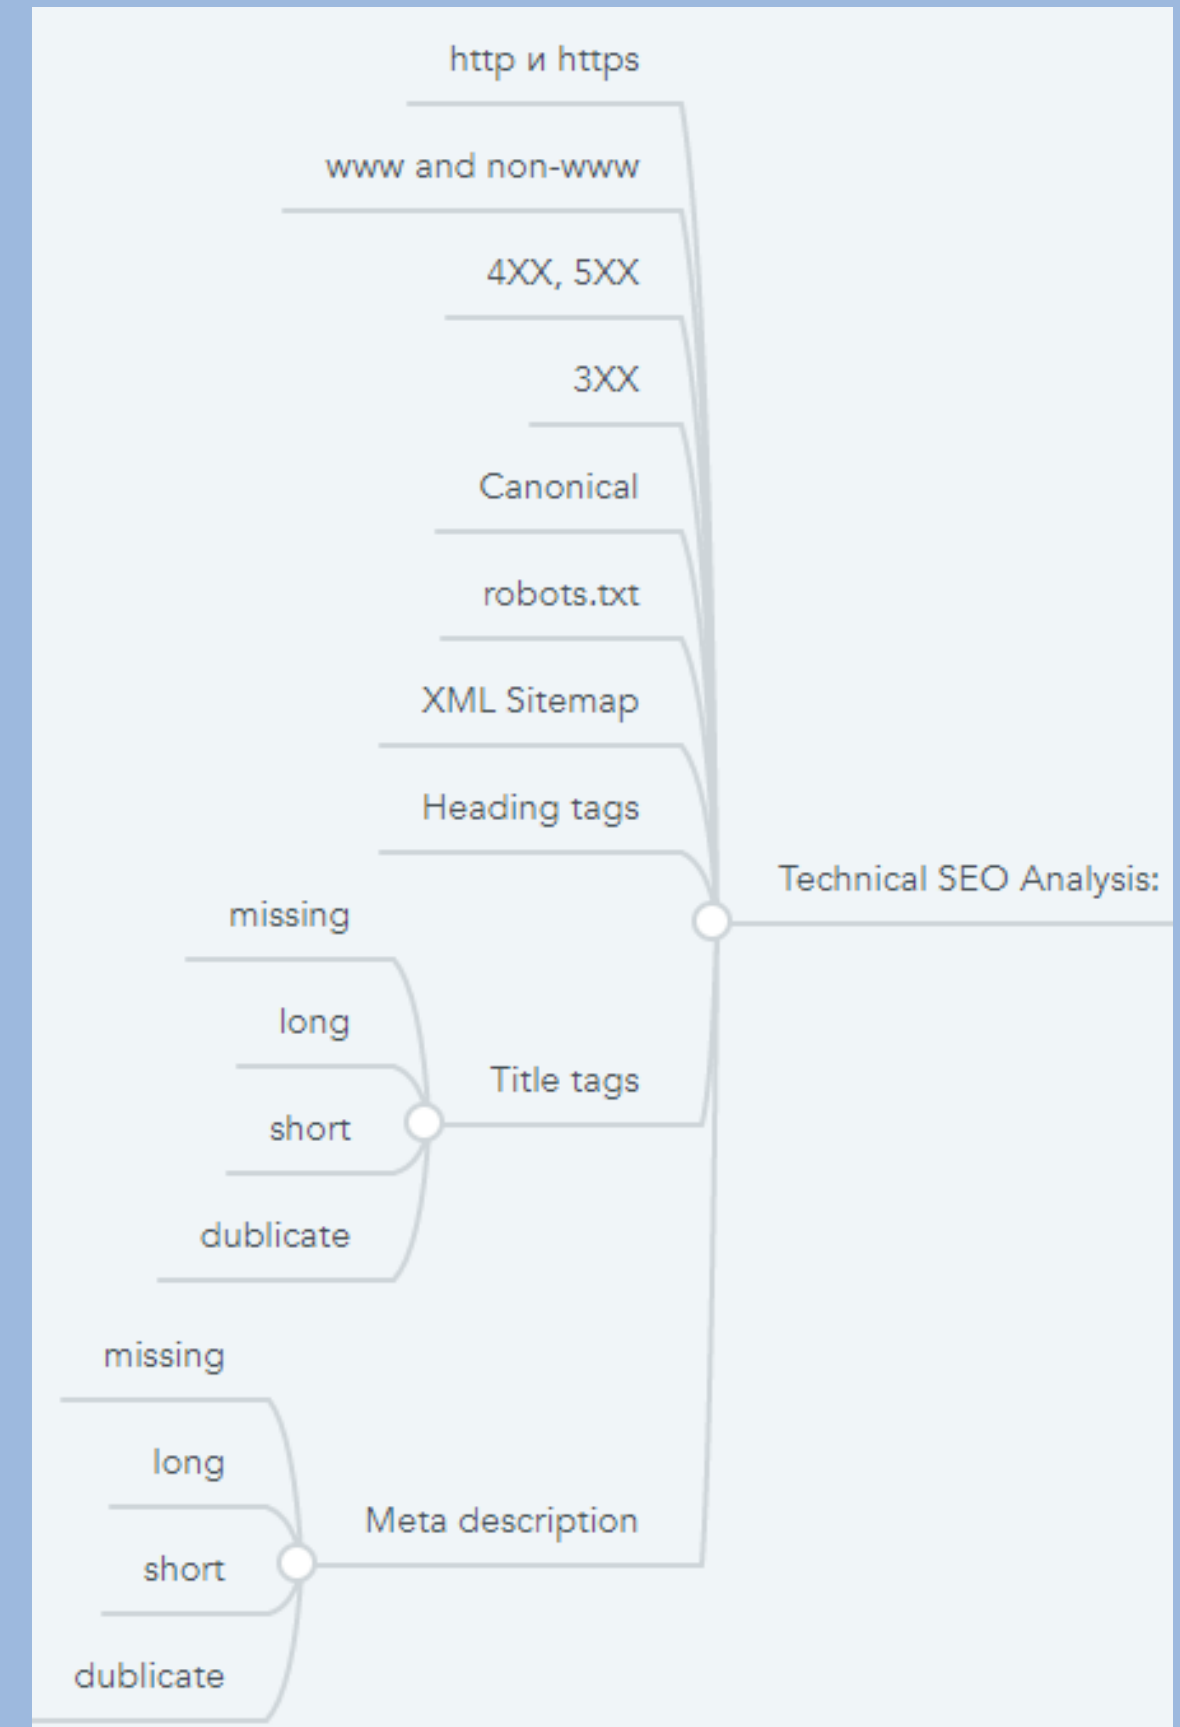 http и https
www and non-www
4XX, 5XX
3XX
Canonical
robots.txt
XML Sitemap
Heading tags
Technical SEO Analysis:
missing
long
Title tags
short
dublicate
missing
long
Meta description
short
dublicate